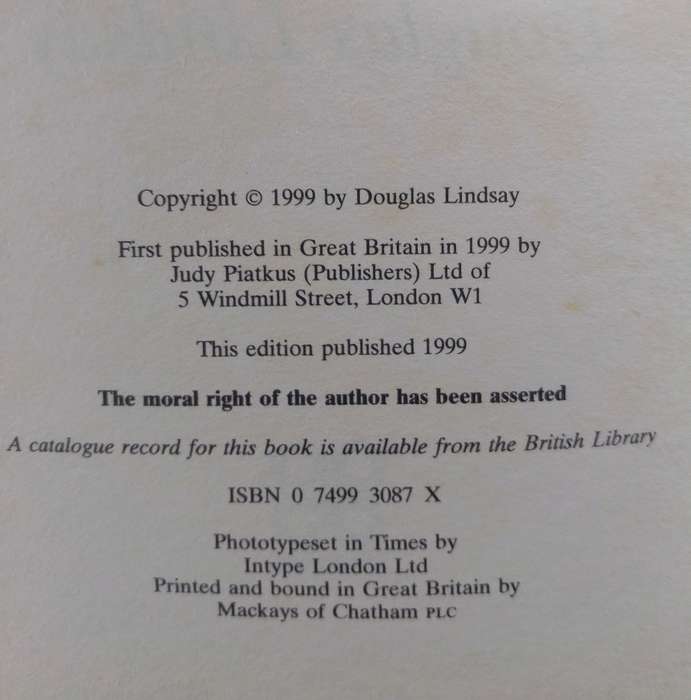 Copyright © 1999 by Douglas Lindsay
First published in Great Britain in 1999 by
Judy Piatkus (Publishers) Ltd of
5 Windmill Street, London W1
This edition published 1999
The moral right of the author has been asserted
A catalogue record for this book is available from the British Library
ISBN 0 7499 3087 X
Phototypeset in Times by
Intype London Ltd
Printed and bound in Great Britain by
Mackays of Chatham PLC